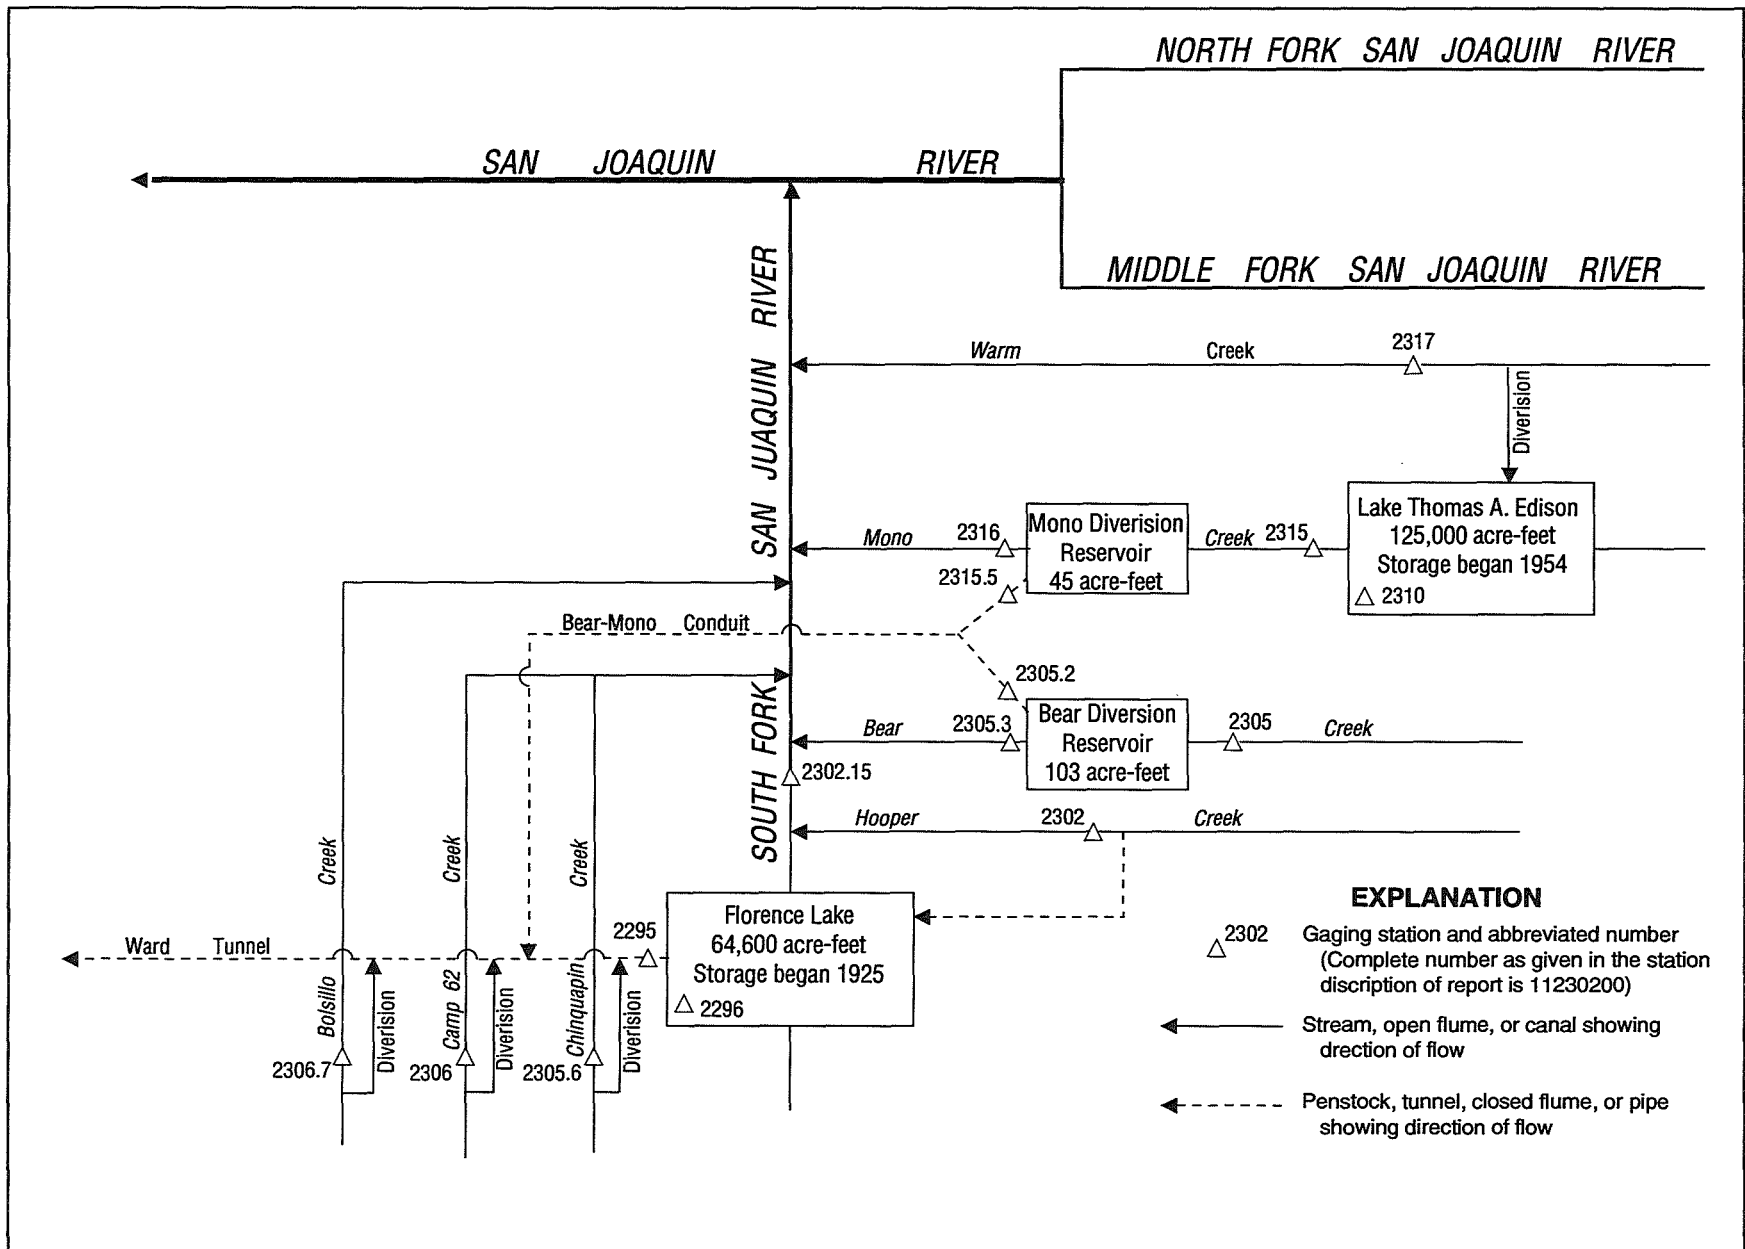 NORTH FORK SAN JOAQUIN RIVER
SAN JOAQUIN RIVER
MIDDLE FORK SAN JOAQUIN RIVER
SOUTH FORK SAN JUAQUIN RIVER
2317
Warm Creek
Diverision
Lake Thomas A. Edison
125,000 acre-feet
Storage began 1954
2310
Mono Diverision
Reservoir
45 acre-feet
Mono 2316
Creek 2315
2315.5
Bear-Mono Conduit
2305.2
Bear Diversion
Reservoir
103 acre-feet
Bear 2305.3
2305 Creek
2302.15
Hooper 2302 Creek
Creek
Creek
Creek
Florence Lake
64,600 acre-feet
Storage began 1925
2296
2295
Ward Tunnel
Bolsillo
Diverision
Camp 62
Diverision
Chinquapin
Diverision
2306.7
2306
2305.6
EXPLANATION
2302
Gaging station and abbreviated number
(Complete number as given in the station
discription of report is 11230200)
Stream, open flume, or canal showing
direction of flow
Penstock, tunnel, closed flume, or pipe
showing direction of flow